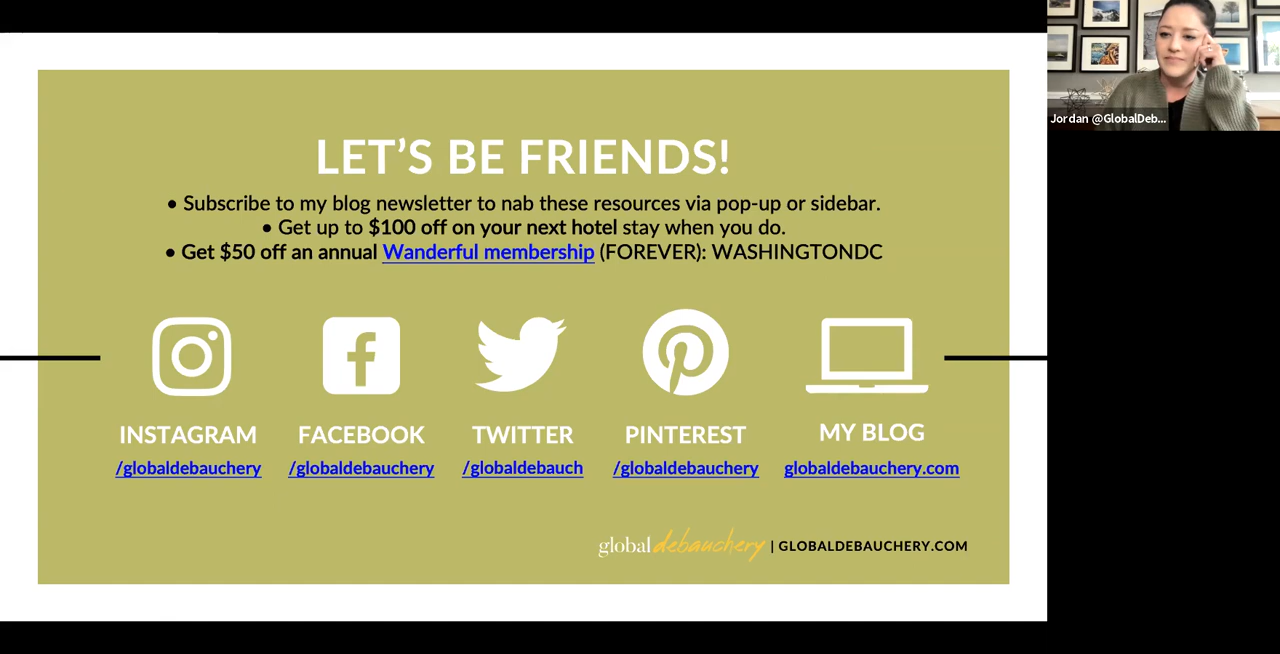 LET’S BE FRIENDS!
• Subscribe to my blog newsletter to nab these resources via pop-up or sidebar.
• Get up to $100 off on your next hotel stay when you do.
• Get $50 off an annual Wanderful membership (FOREVER): WASHINGTONDC
INSTAGRAM FACEBOOK TWITTER PINTEREST MY BLOG
/globaldebauchery /globaldebauchery /globaldebauch /globaldebauchery globaldebauchery.com
global debauchery | GLOBALDEBAUCHERY.COM
Jordan @GlobalDeb...